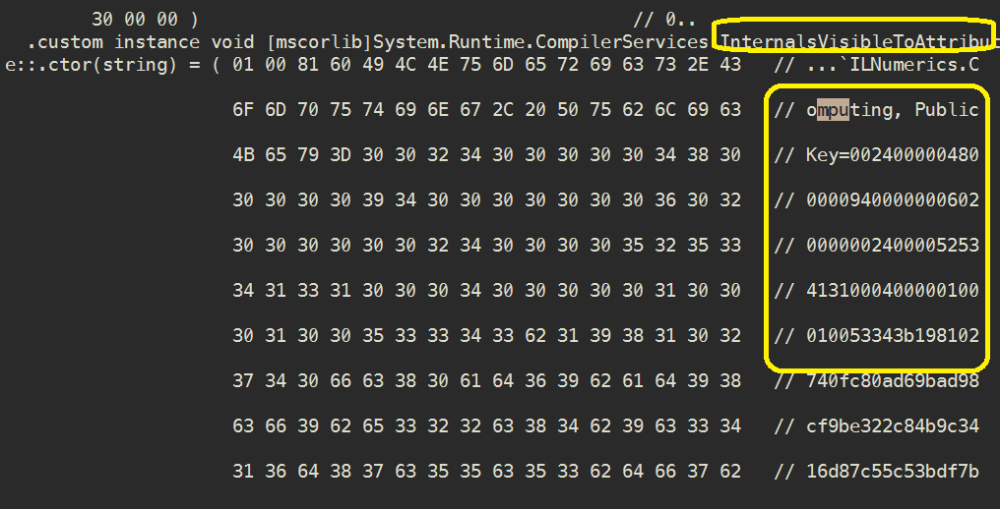 30 00 00 ) // 0..
.custom instance void [mscorlib]System.Runtime.CompilerServices.InternalsVisibleToAttribut
e::.ctor(string) = ( 01 00 81 60 49 4C 4E 75 6D 65 72 69 63 73 2E 43 // ...`ILNumerics.C
6F 6D 70 75 74 69 6E 67 2C 20 50 75 62 6C 69 63 // omputing, Public
4B 65 79 3D 30 30 32 34 30 30 30 30 30 34 38 30 // Key=002400000480
30 30 30 30 39 34 30 30 30 30 30 30 30 36 30 32 // 0000940000000602
30 30 30 30 30 30 32 34 30 30 30 30 35 32 35 33 // 0000002400005253
34 31 33 31 30 30 30 34 30 30 30 30 30 31 30 30 // 4131000400000100
30 31 30 30 35 33 33 34 33 62 31 39 38 31 30 32 // 010053343b198102
37 34 30 66 63 38 30 61 64 36 39 62 61 64 39 38 // 740fc80ad69bad98
63 66 39 62 65 33 32 32 63 38 34 62 39 63 33 34 // cf9be322c84b9c34
31 36 64 38 37 63 35 35 63 35 33 62 64 66 37 62 // 16d87c55c53bdf7b